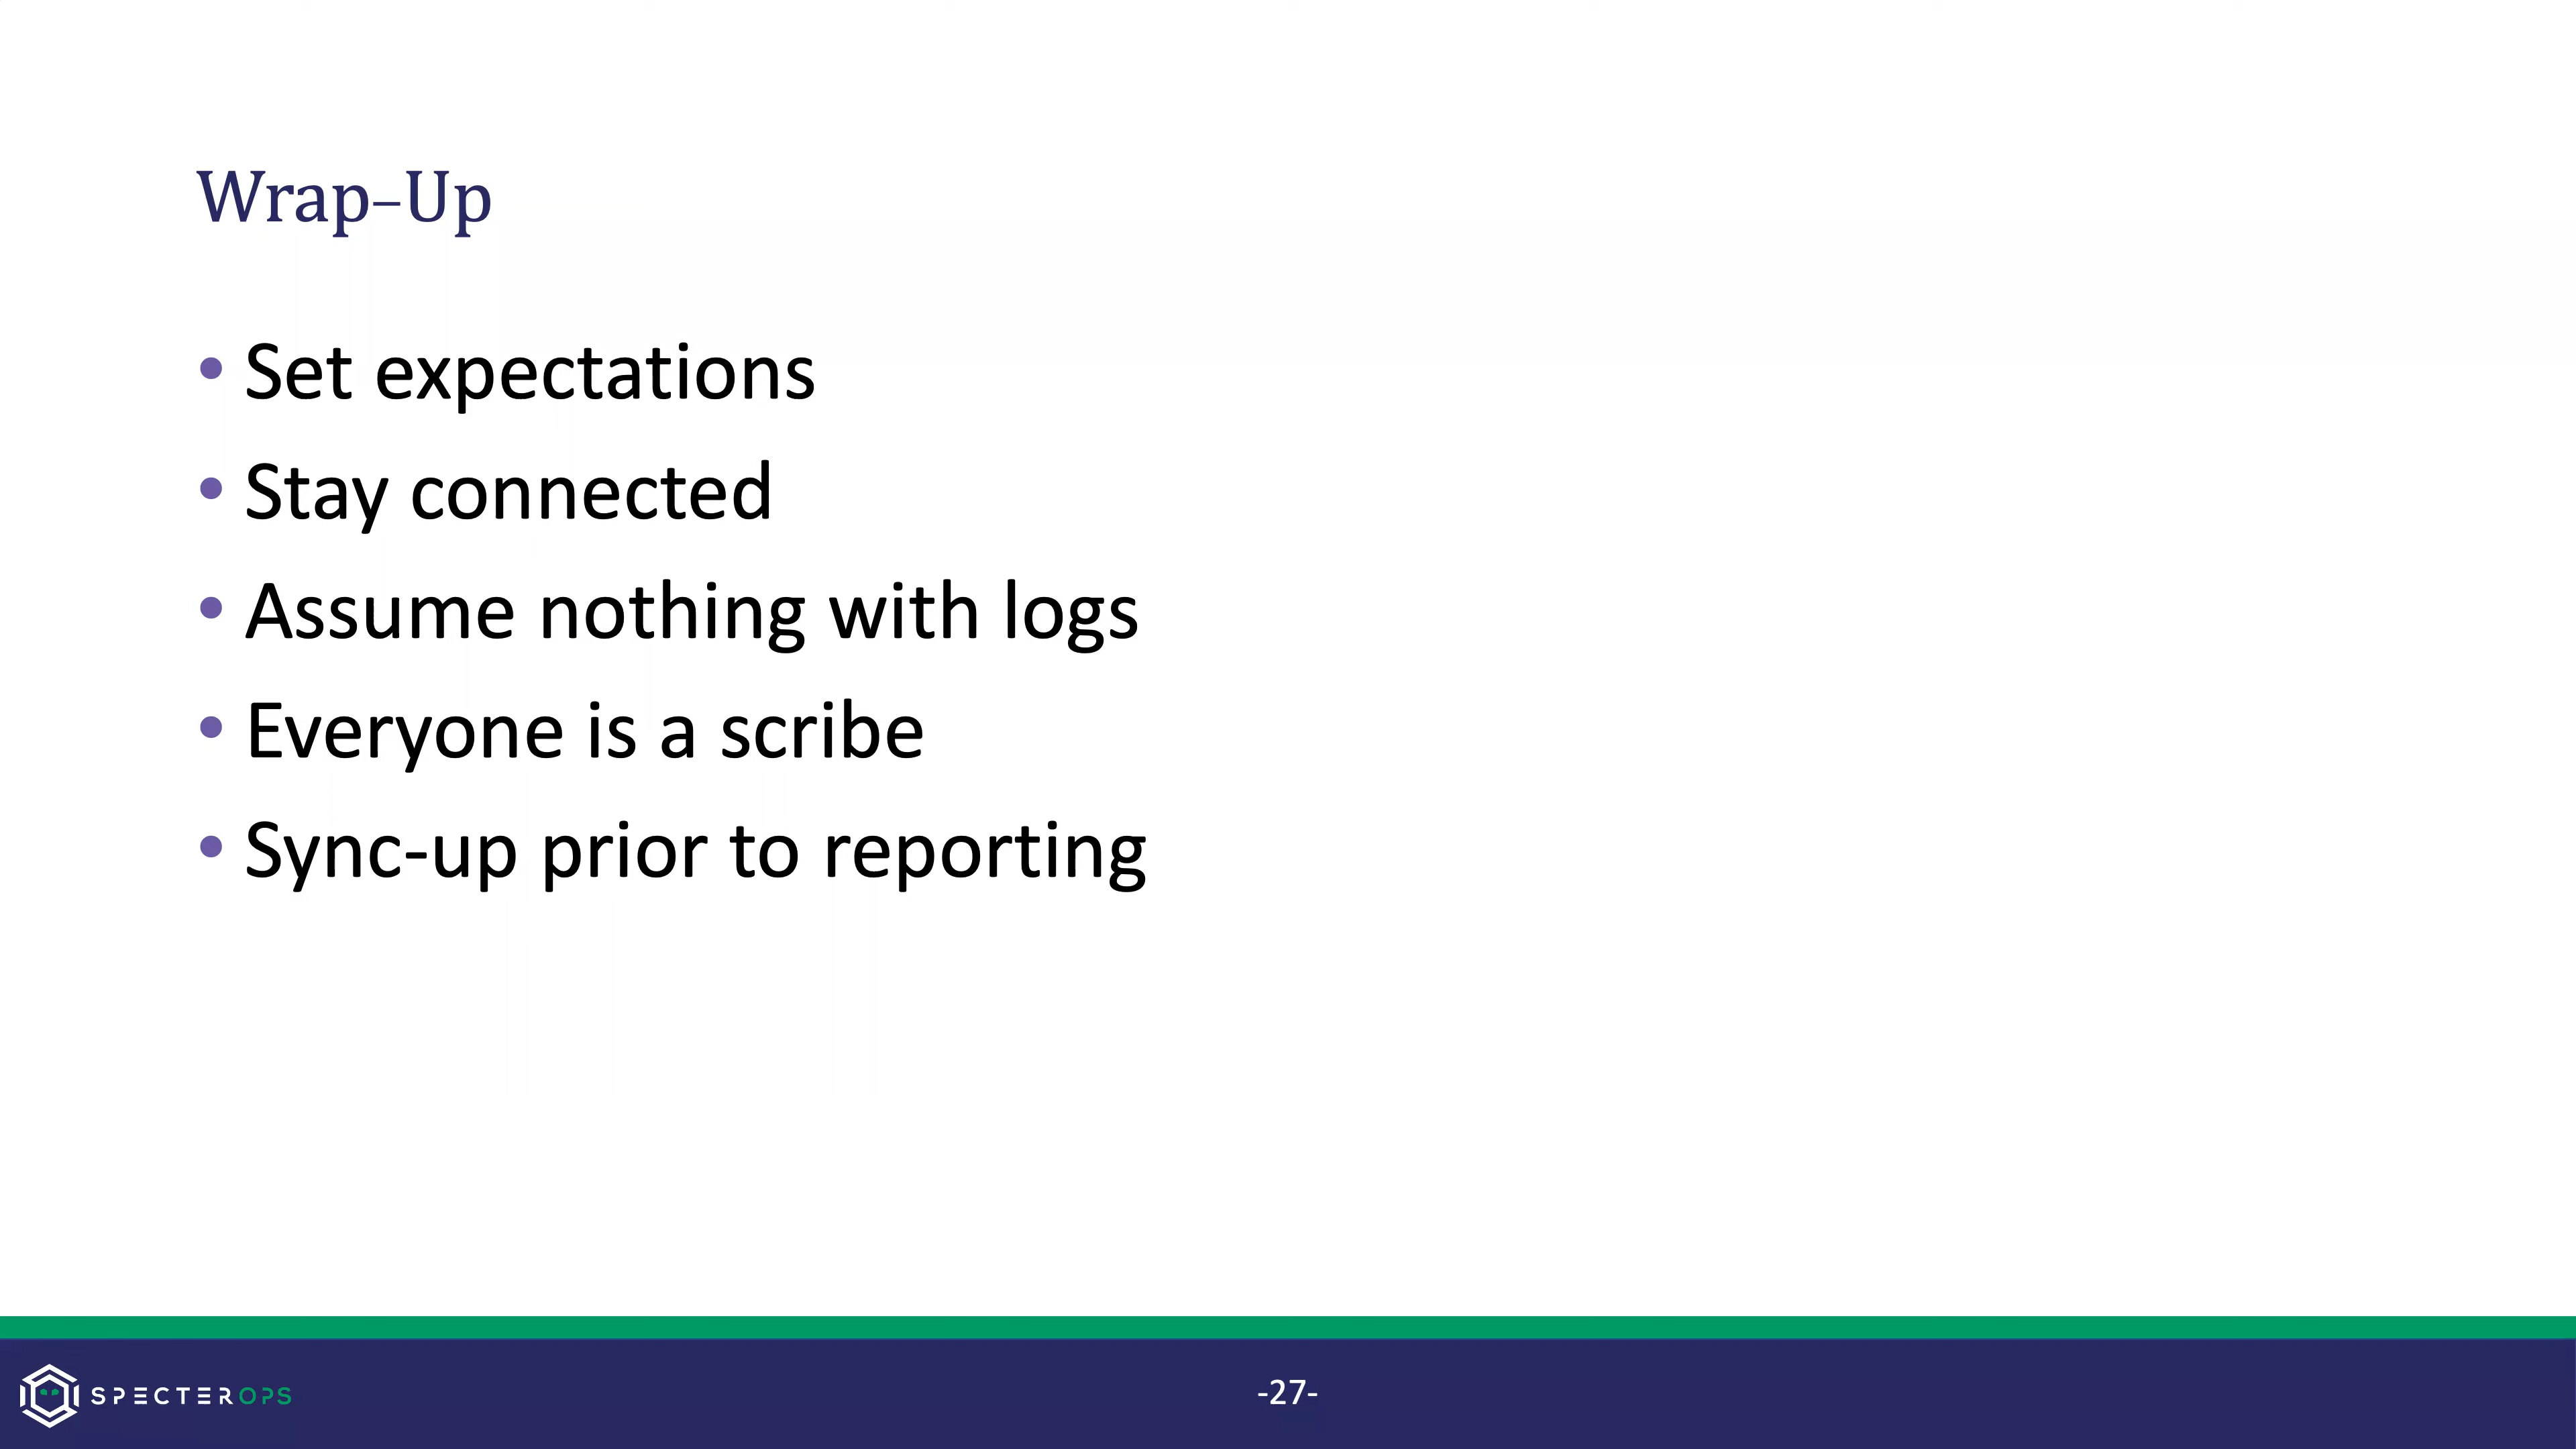 Wrap–Up
• Set expectations
• Stay connected
• Assume nothing with logs
• Everyone is a scribe
• Sync-up prior to reporting
SPECTEROPS
-27-